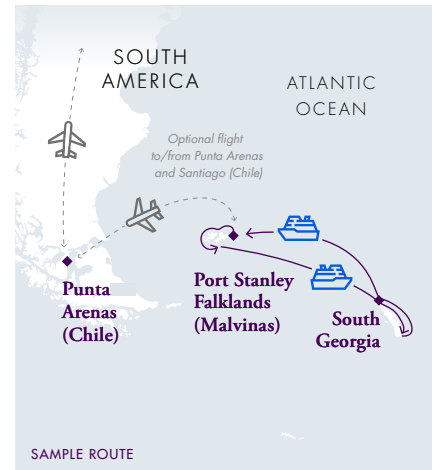 SOUTH
AMERICA
ATLANTIC
OCEAN
Optional flight
to/from Punta Arenas
and Santiago (Chile)
Punta
Arenas
(Chile)
Port Stanley
Falklands
(Malvinas)
South
Georgia
SAMPLE ROUTE